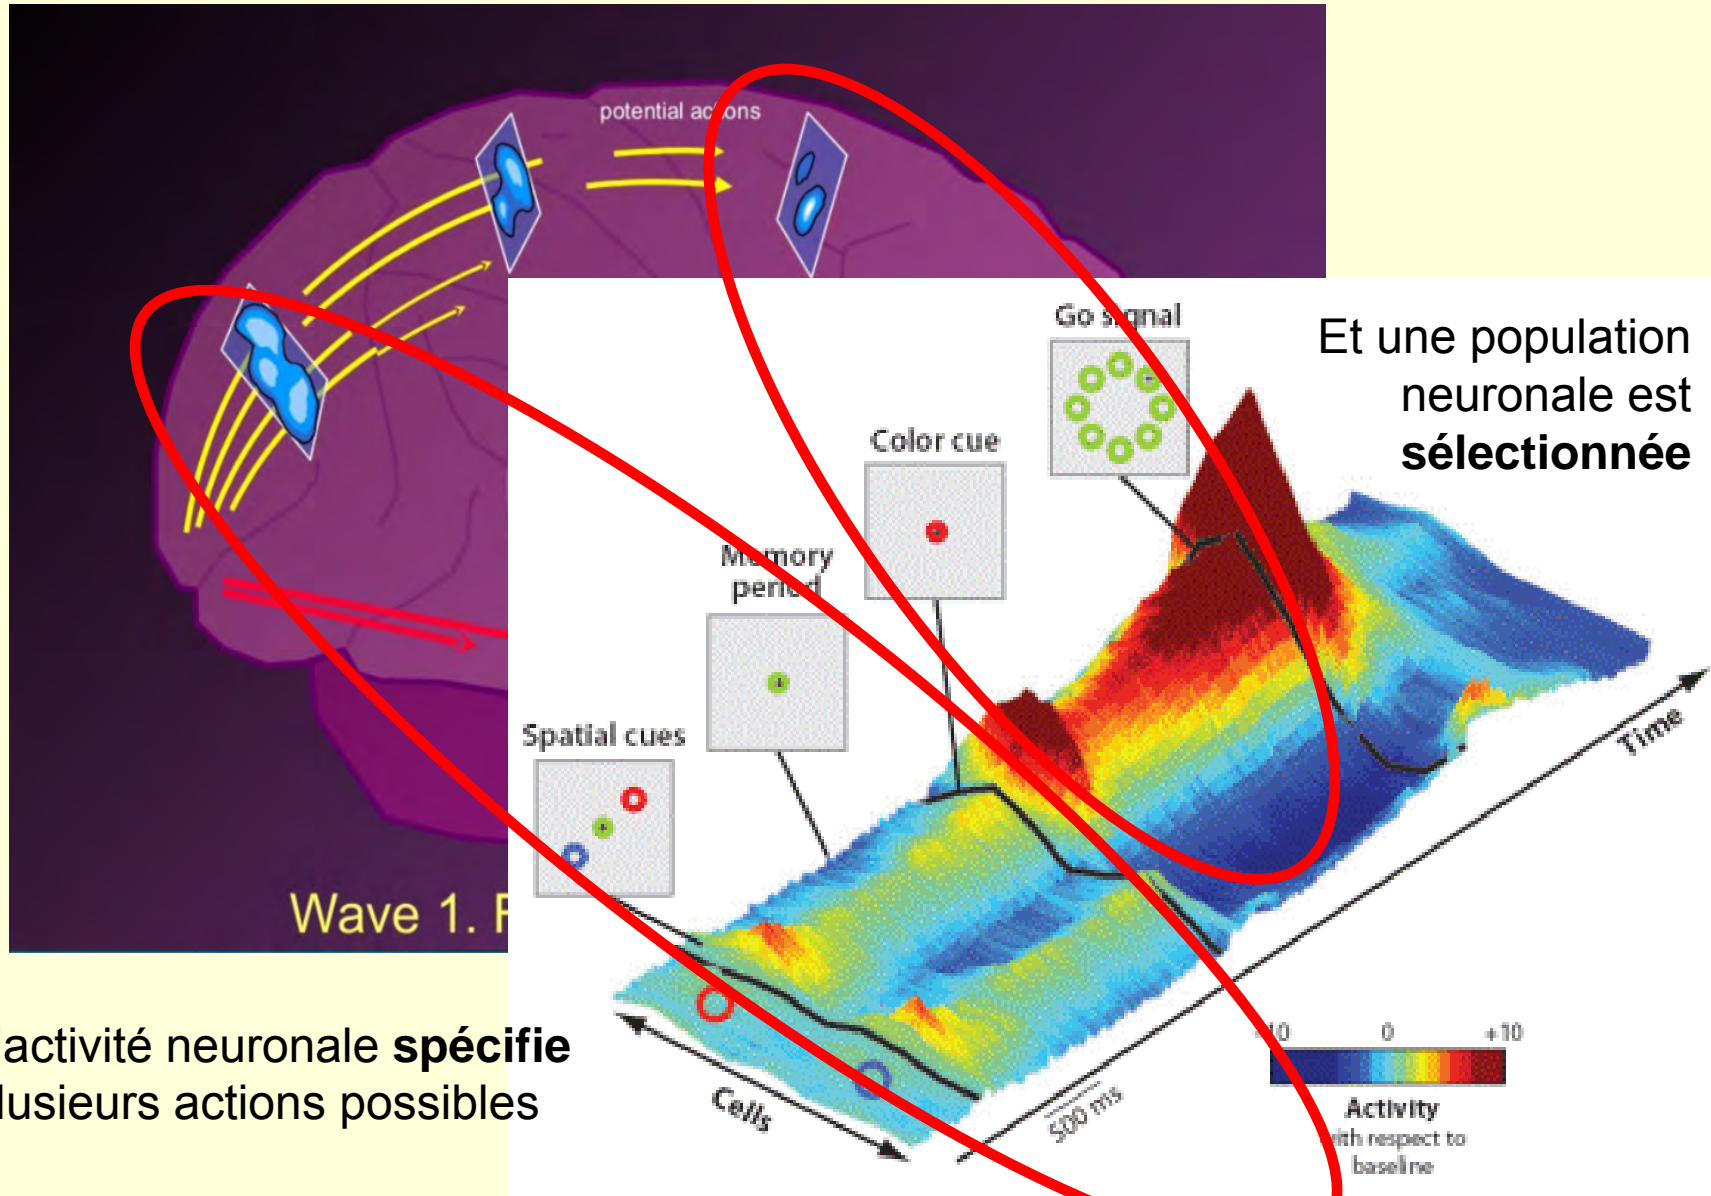 potential actions
Go signal
Et une population
neuronale est
sélectionnée
Color cue
Memory
period
Spatial cues
Time
Wave 1.
activité neuronale spécifie
lusieurs actions possibles
Cells
500 ms
10 0 +10
Activity
with respect to
baseline